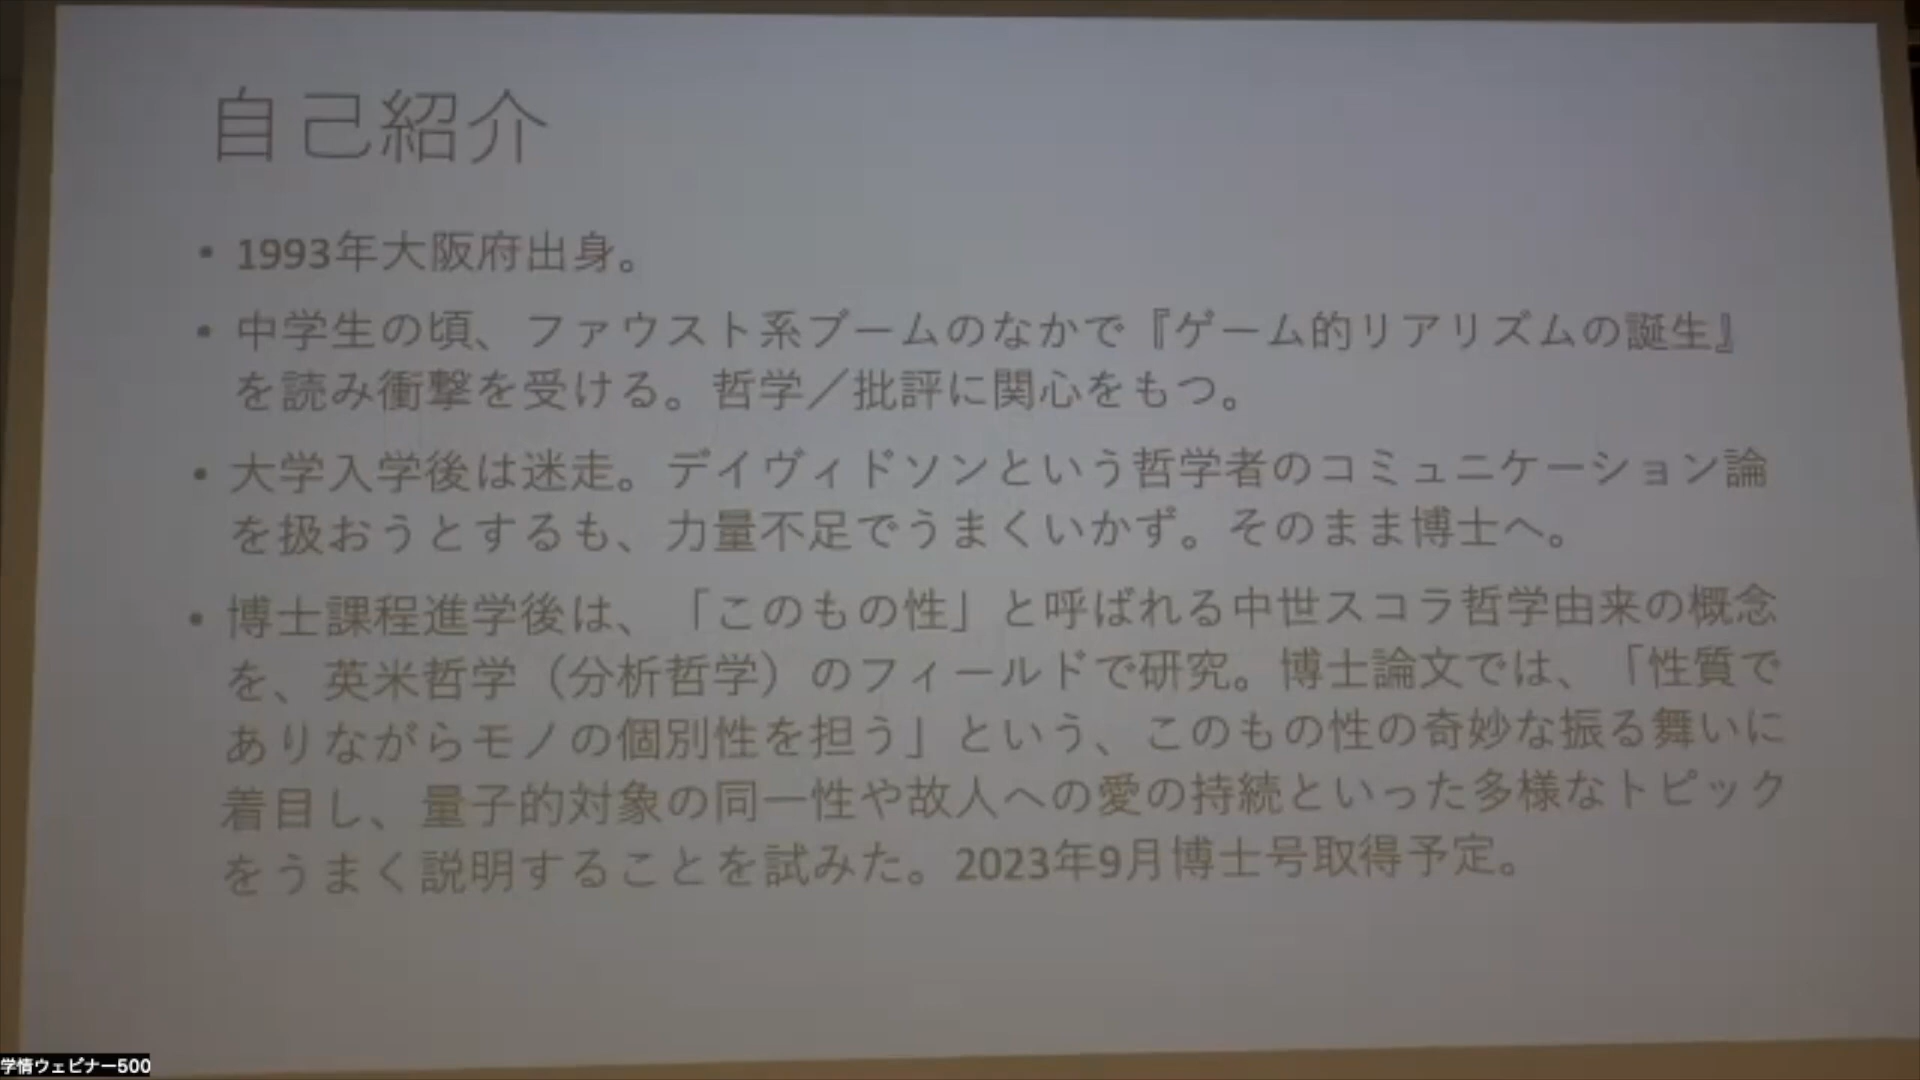 自己紹介
• 1993年大阪府出身。
• 中学生の頃、ファウスト系ブームのなかで『ゲーム的リアリズムの誕生』
を読み衝撃を受ける。哲学／批評に関心をもつ。
• 大学入学後は迷走。デイヴィドソンという哲学者のコミュニケーション論
を扱おうとするも、力量不足でうまくいかず。そのまま博士へ。
• 博士課程進学後は、「このもの性」と呼ばれる中世スコラ哲学由来の概念
を、英米哲学（分析哲学）のフィールドで研究。博士論文では、「性質で
ありながらモノの個別性を担う」という、このもの性の奇妙な振る舞いに
着目し、量子的対象の同一性や故人への愛の持続といった多様なトピック
をうまく説明することを試みた。2023年9月博士号取得予定。
学情ウェビナー500